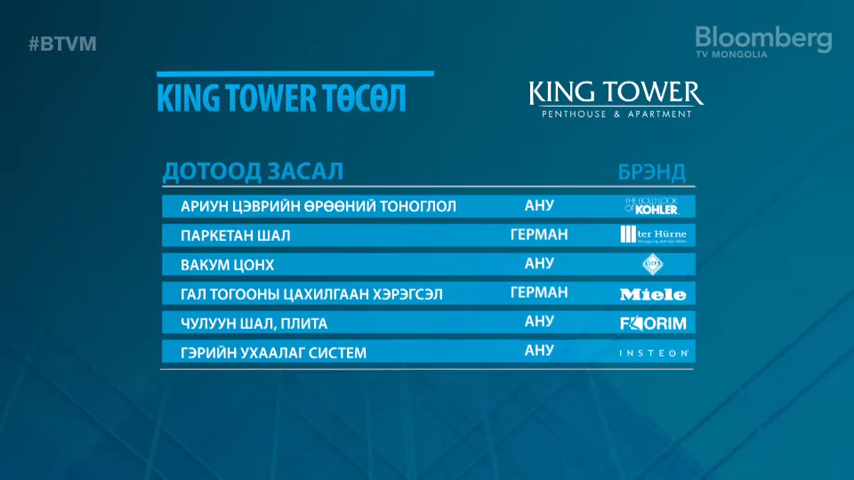 #BTVM
Bloomberg
TV MONGOLIA
KING TOWER ТӨСӨЛ
KING TOWER
PENTHOUSE & APARTMENT
ДОТООД ЗАСАЛ БРЭНД
АРИУН ЦЭВРИЙН ӨРӨӨНИЙ ТОНОГЛОЛ АНУ THE BOLD LOOK OF KOHLER
ПАРКЕТАН ШАЛ ГЕРМАН ter Hürne
ВАКУМ ЦОНХ АНУ
ГАЛ ТОГООНЫ ЦАХИЛГААН ХЭРЭГСЭЛ ГЕРМАН Miele
ЧУЛУУН ШАЛ, ПЛИТА АНУ FLORIM
ГЭРИЙН УХААЛАГ СИСТЕМ АНУ INSTEON